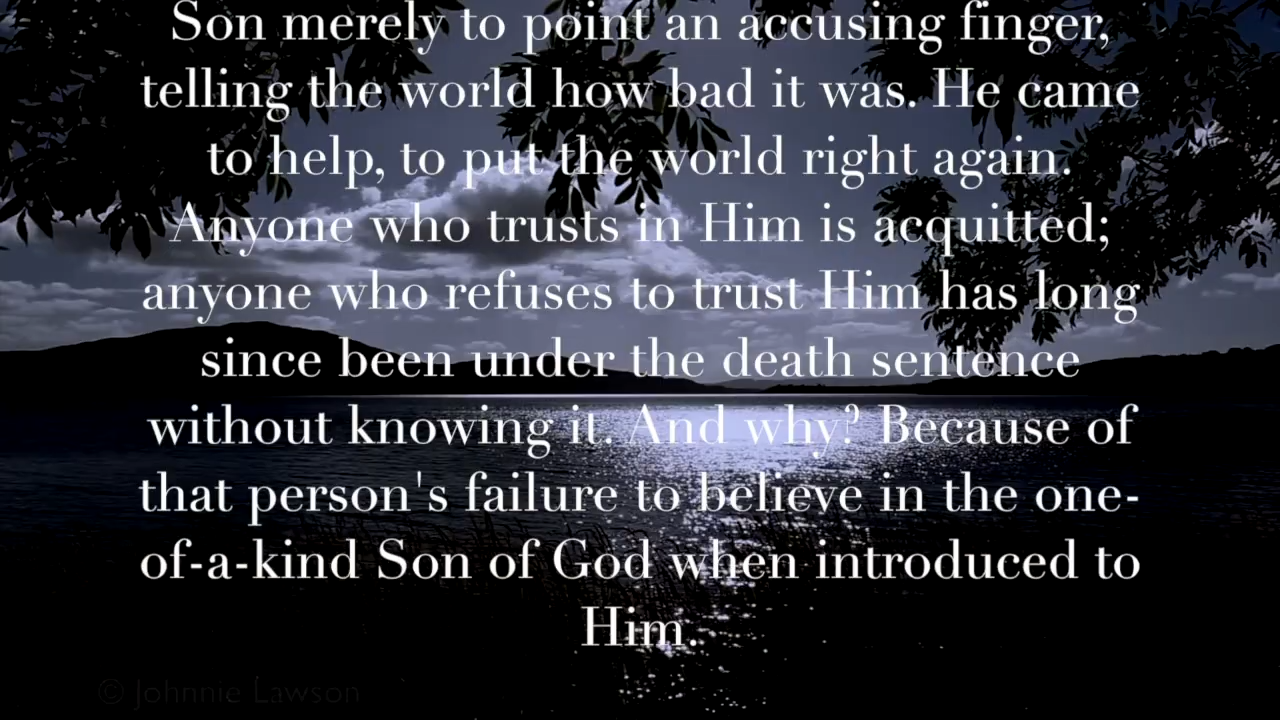 Son merely to point an accusing finger,
telling the world how bad it was. He came
to help, to put the world right again.
Anyone who trusts in Him is acquitted;
anyone who refuses to trust Him has long
since been under the death sentence
without knowing it. And why? Because of
that person's failure to believe in the one-
of-a-kind Son of God when introduced to
Him.
© Johnnie Lawson